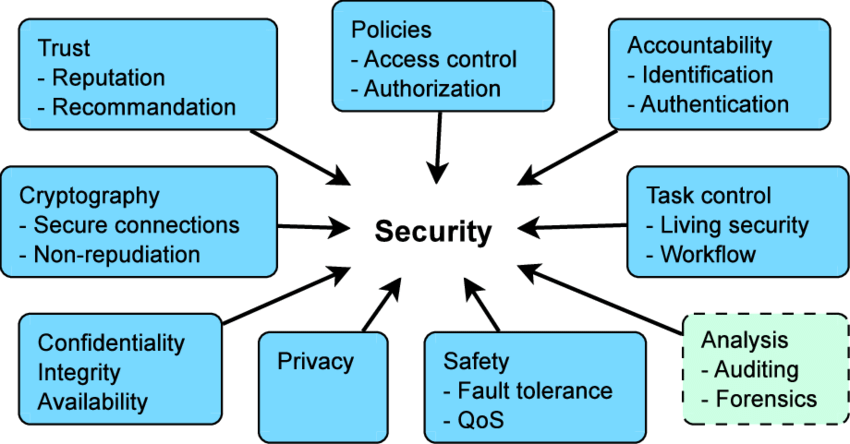 Trust
- Reputation
- Recommandation
Policies
- Access control
- Authorization
Accountability
- Identification
- Authentication
Cryptography
- Secure connections
- Non-repudiation
Security
Task control
- Living security
- Workflow
Confidentiality
Integrity
Availability
Privacy
Safety
- Fault tolerance
- QoS
Analysis
- Auditing
- Forensics